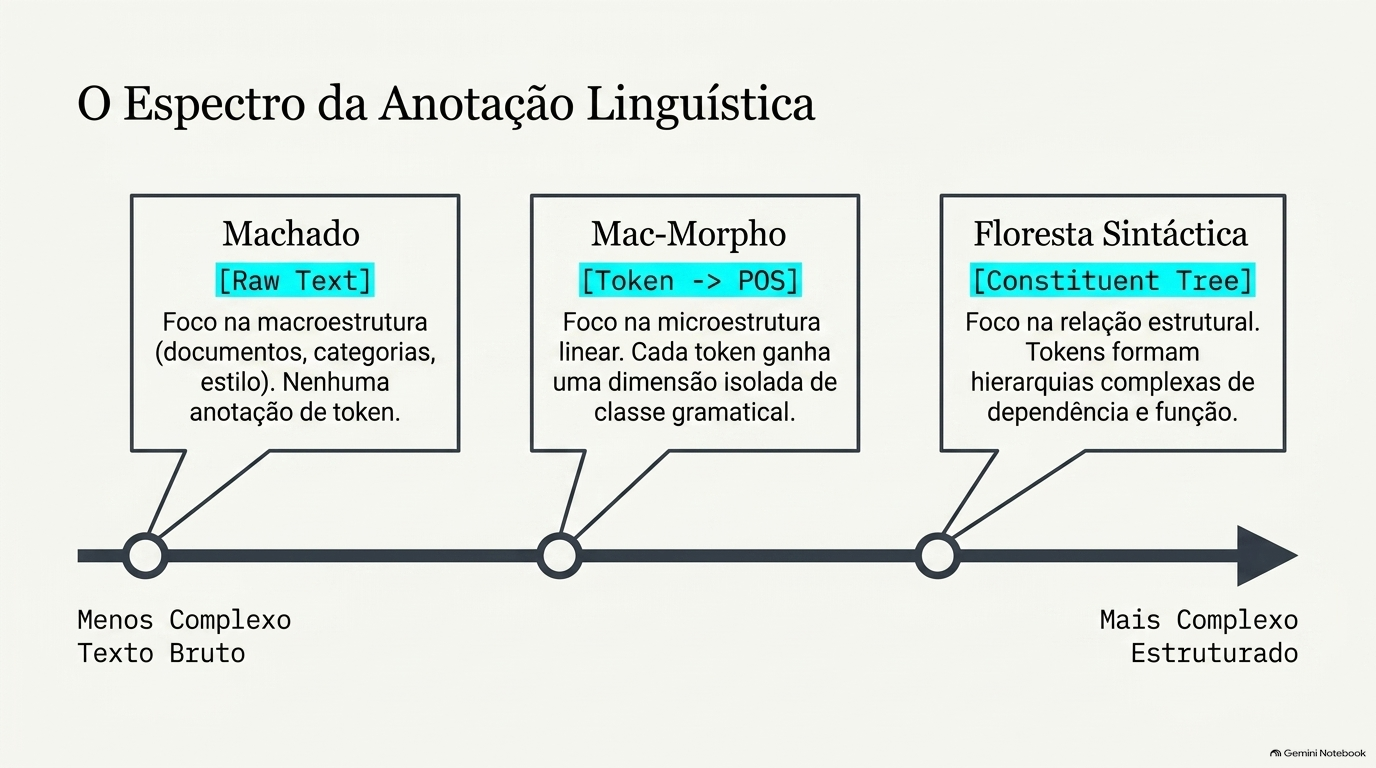 O Espectro da Anotação Linguística
Machado
[Raw Text]
Foco na macroestrutura
(documentos, categorias,
estilo). Nenhuma
anotação de token.
Mac-Morpho
[Token -> POS]
Foco na microestrutura
linear. Cada token ganha
uma dimensão isolada de
classe gramatical.
Floresta Sintáctica
[Constituent Tree]
Foco na relação estrutural.
Tokens formam
hierarquias complexas de
dependência e função.
Menos Complexo
Texto Bruto
Mais Complexo
Estruturado
Gemini Notebook